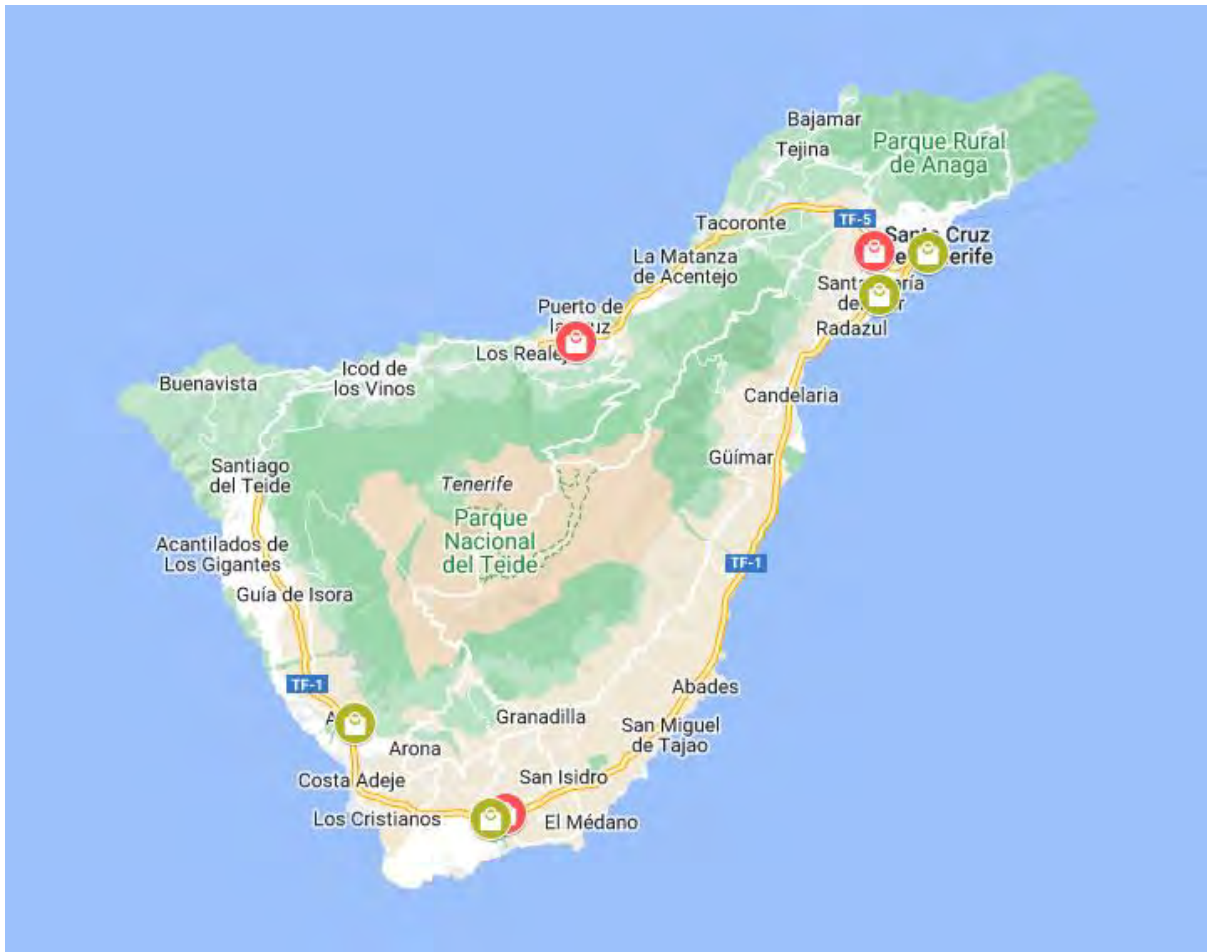 Bajamar
Parque Rural
de Anaga
Tejina
TF-5
Tacoronte
Santa Cruz
La Matanza
de Acentejo
Puerto de
Radazul
Los
Icod de
los Vinos
Buenavista
Candelaria
Güímar
Santiago
del Teide
Tenerife
Parque
Nacional
del Teide
Acantilados de
Los Gigantes
TF-1
Guía de Isora
TF-1
Abades
Granadilla
San Miguel
de Tajao
Arona
San Isidro
Costa Adeje
Los Cristianos
El Médano